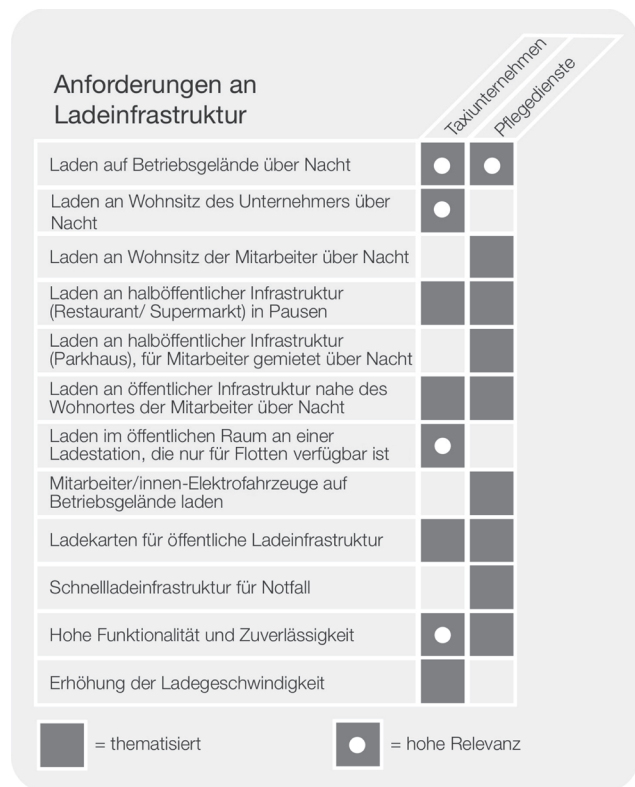 Anforderungen an
Ladeinfrastruktur
Taxiunternehmen
Pflegedienste
Laden auf Betriebsgelände über Nacht
Laden an Wohnsitz des Unternehmers über
Nacht
Laden an Wohnsitz der Mitarbeiter über Nacht
Laden an halböffentlicher Infrastruktur
(Restaurant/ Supermarkt) in Pausen
Laden an halböffentlicher Infrastruktur
(Parkhaus), für Mitarbeiter gemietet über Nacht
Laden an öffentlicher Infrastruktur nahe des
Wohnortes der Mitarbeiter über Nacht
Laden im öffentlichen Raum an einer
Ladestation, die nur für Flotten verfügbar ist
Mitarbeiter/innen-Elektrofahrzeuge auf
Betriebsgelände laden
Ladekarten für öffentliche Ladeinfrastruktur
Schnellladeinfrastruktur für Notfall
Hohe Funktionalität und Zuverlässigkeit
Erhöhung der Ladegeschwindigkeit
= thematisiert
= hohe Relevanz